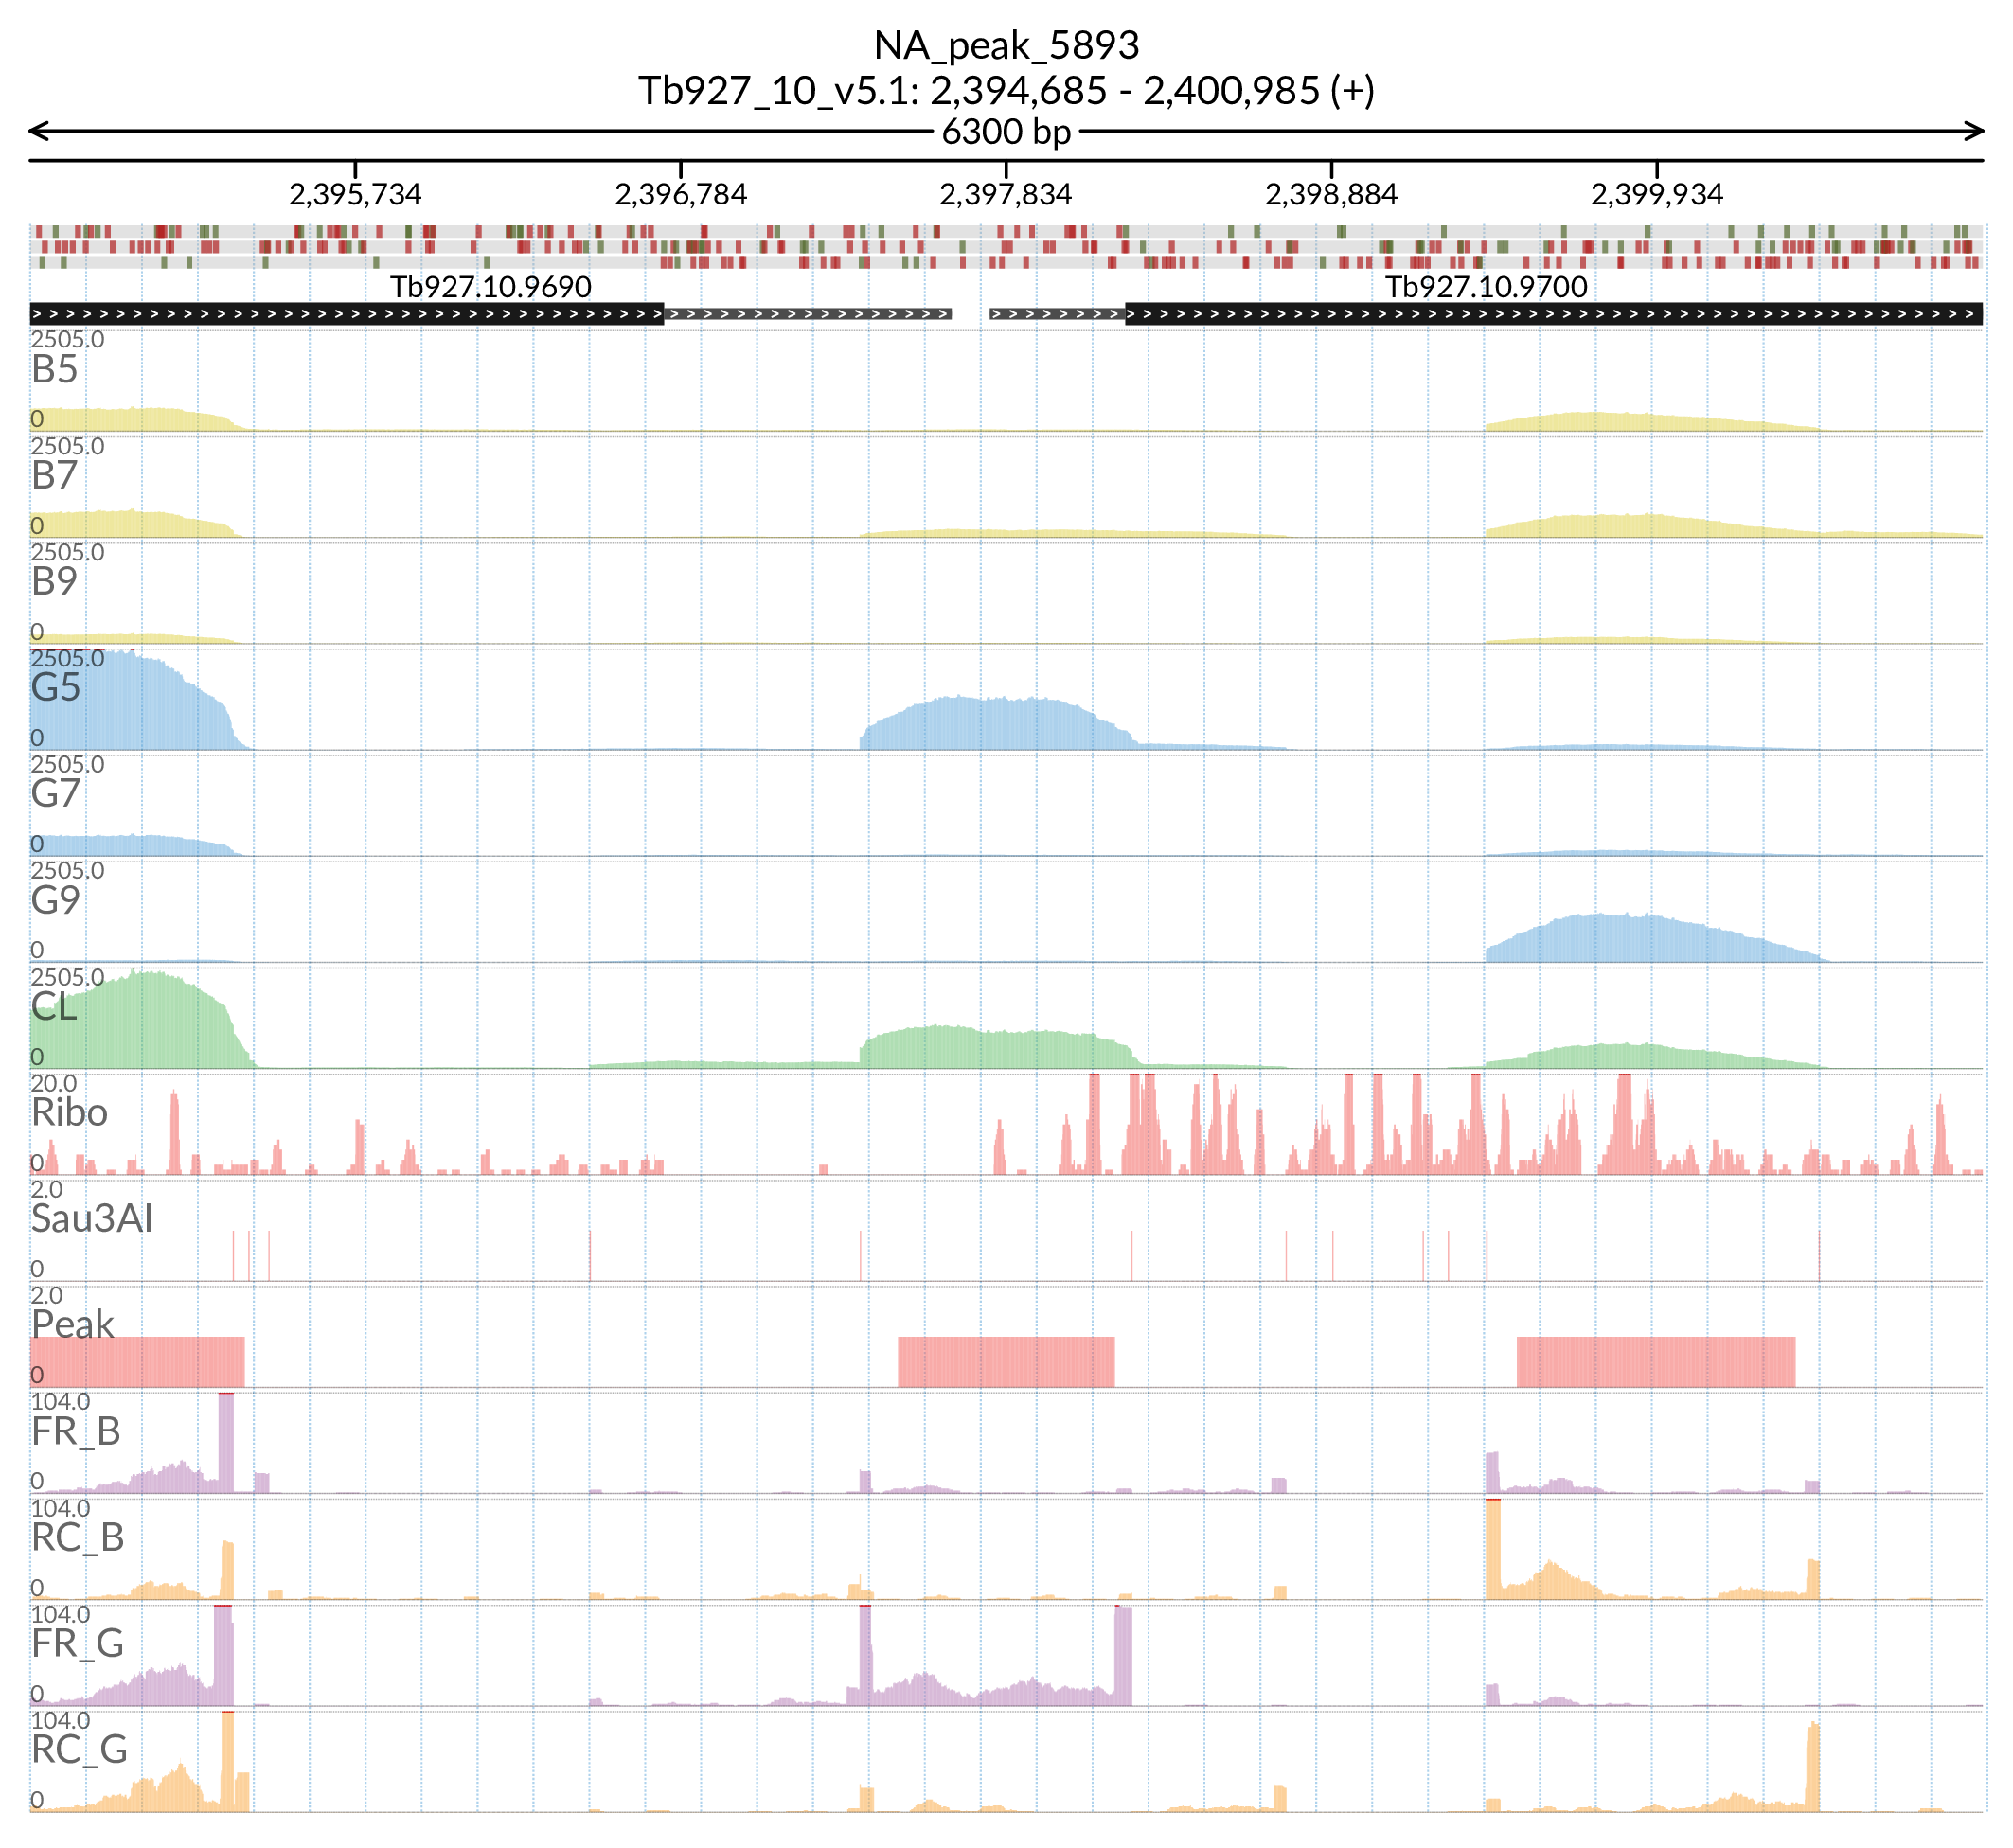 NA_peak_5893
Tb927_10_v5.1: 2,394,685 - 2,400,985 (+)
6300 bp
2,395,734 2,396,784 2,397,834 2,398,884 2,399,934
Tb927.10.9690 Tb927.10.9700
2505.0
B5
0
2505.0
B7
0
2505.0
B9
0
2505.0
G5
0
2505.0
G7
0
2505.0
G9
0
2505.0
CL
0
20.0
Ribo
0
2.0
Sau3AI
0
2.0
Peak
0
104.0
FR_B
0
104.0
RC_B
0
104.0
FR_G
0
104.0
RC_G
0